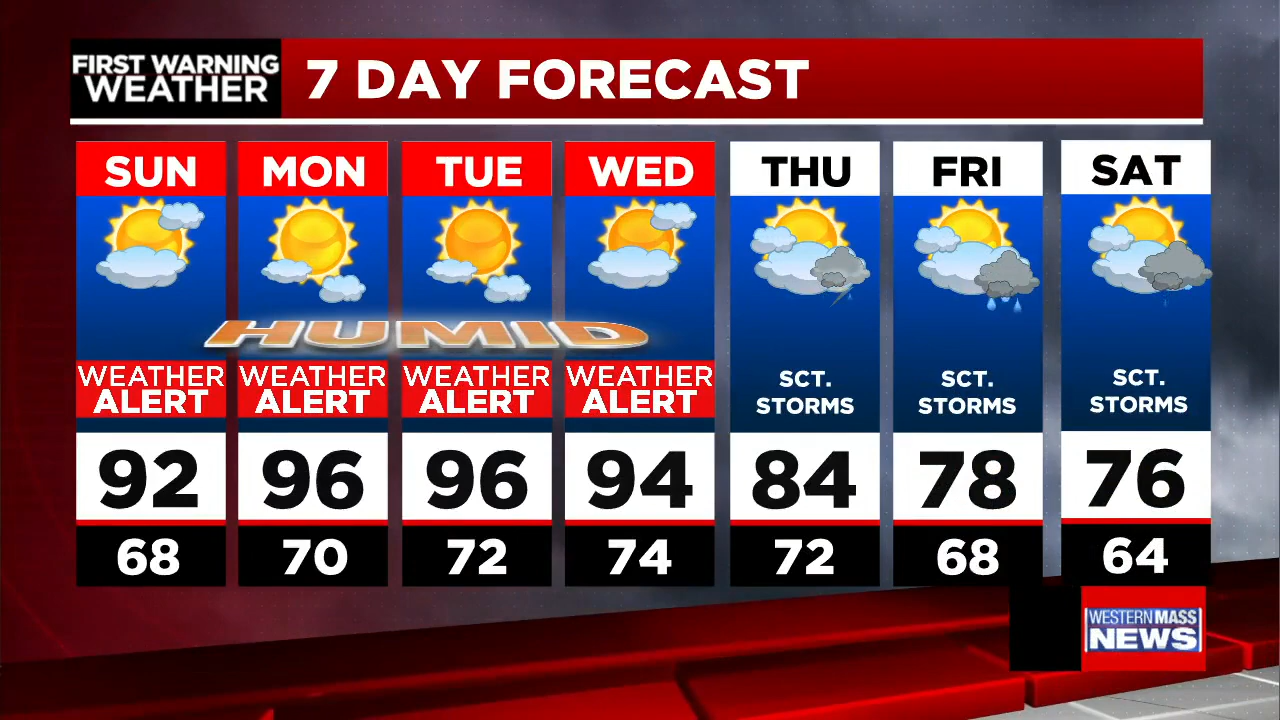 FIRST WARNING
WEATHER
7 DAY FORECAST
SUN MON TUE WED THU FRI SAT
HUMID
WEATHER WEATHER WEATHER WEATHER SCT. SCT. SCT.
ALERT ALERT ALERT ALERT STORMS STORMS STORMS
92 96 96 94 84 78 76
68 70 72 74 72 68 64
WESTERN MASS
NEWS